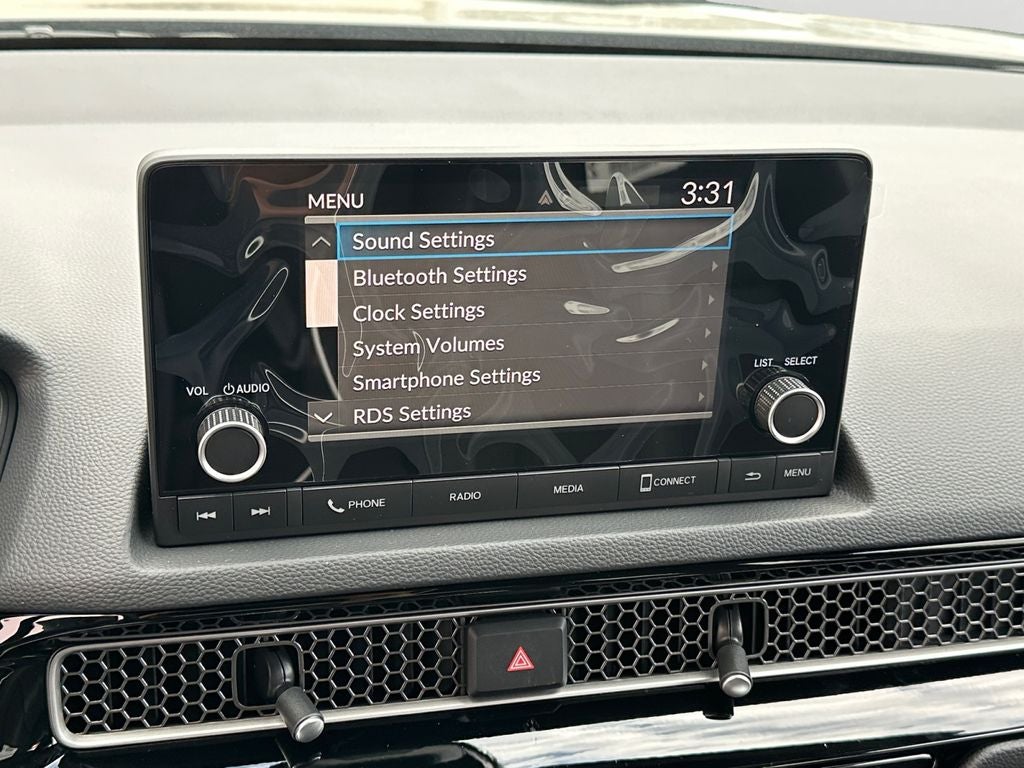 MENU 3:31
Sound Settings
Bluetooth Settings
Clock Settings
System Volumes
Smartphone Settings
RDS Settings
VOL AUDIO
LIST SELECT
PHONE
RADIO
MEDIA
CONNECT
MENU